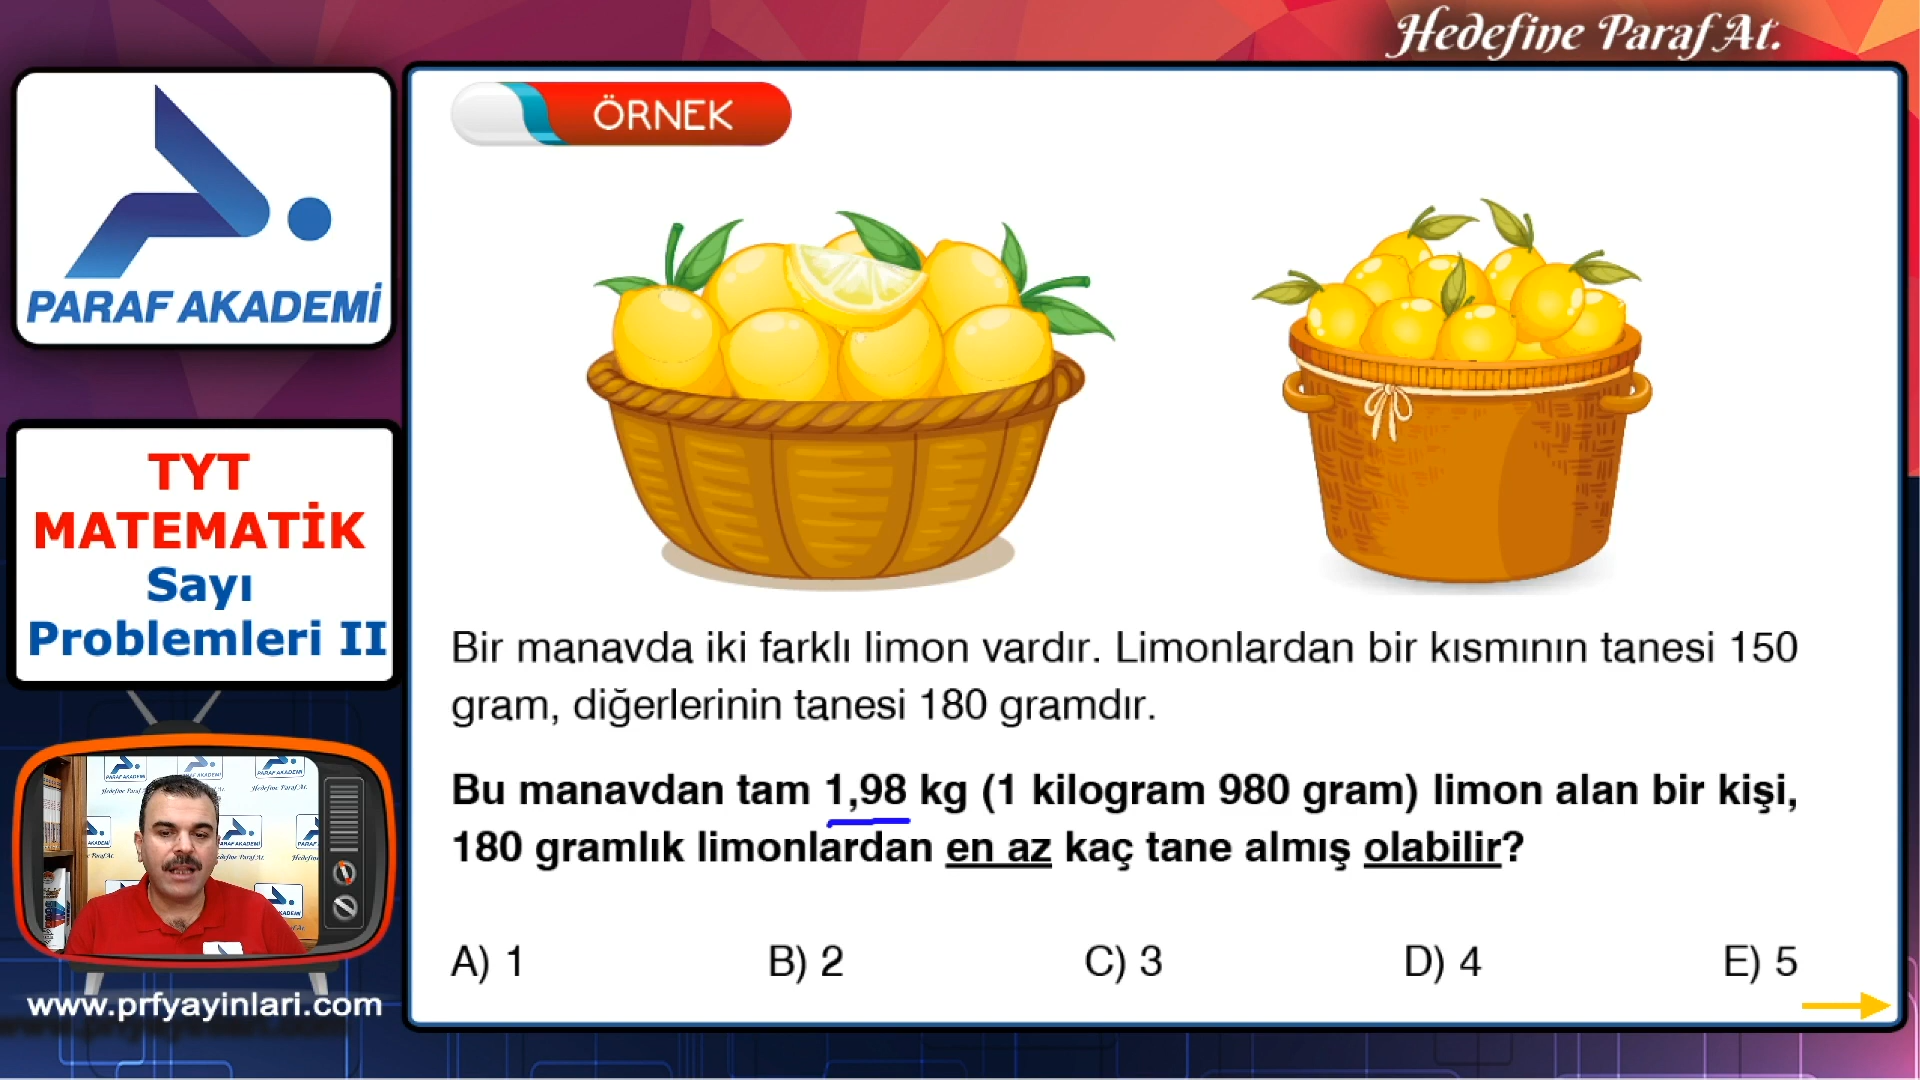 Hedefine Paraf At.
PARAF AKADEMİ
ÖRNEK
TYT
MATEMATİK
Sayı
Problemleri II
Bir manavda iki farklı limon vardır. Limonlardan bir kısmının tanesi 150
gram, diğerlerinin tanesi 180 gramdır.
Bu manavdan tam 1,98 kg (1 kilogram 980 gram) limon alan bir kişi,
180 gramlık limonlardan en az kaç tane almış olabilir?
A) 1
B) 2
C) 3
D) 4
E) 5
PARAF AKADEMİ
www.prfyayinlari.com